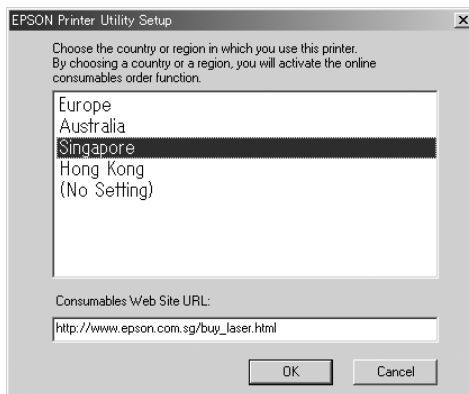 EPSON Printer Utility Setup
Choose the country or region in which you use this printer.
By choosing a country or a region, you will activate the online
consumables order function.
Europe
Australia
Singapore
Hong Kong
(No Setting)
Consumables Web Site URL:
http://www.epson.com.sg/buy_laser.html
OK
Cancel